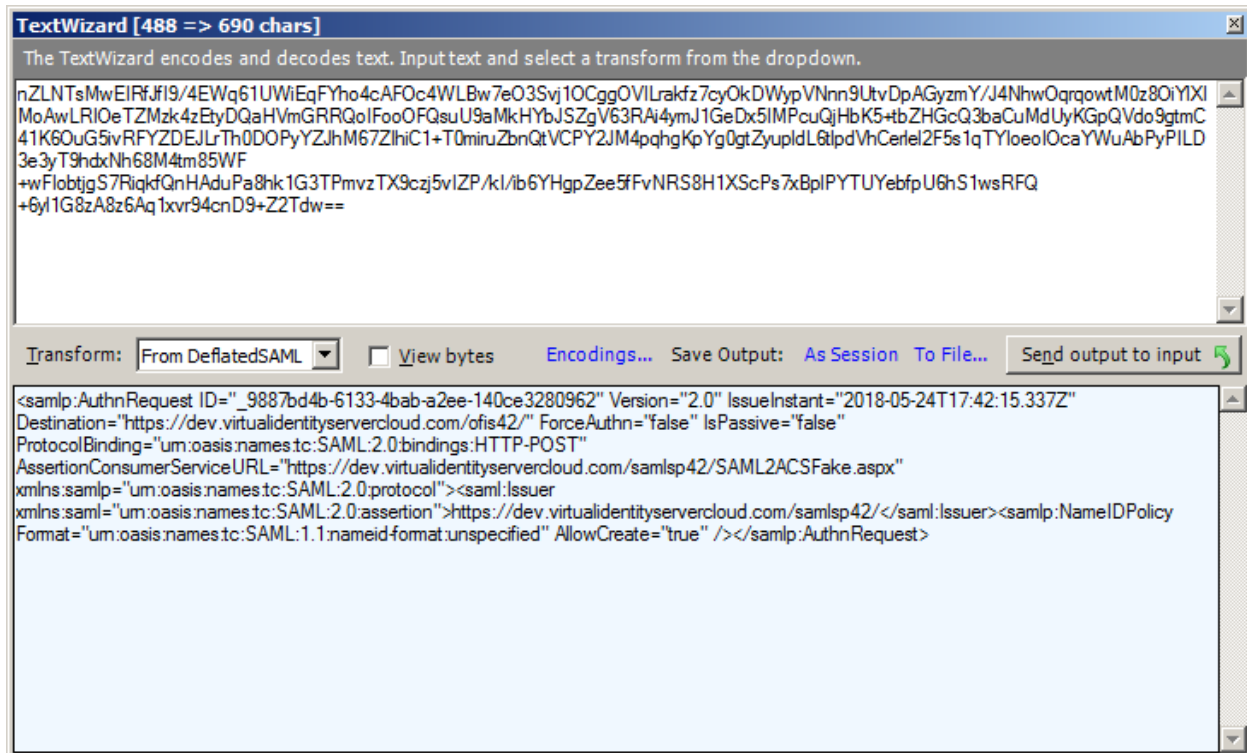 TextWizard [488 => 690 chars]
The TextWizard encodes and decodes text. Input text and select a transform from the dropdown.
nZLNTsMwEIRfJfI9/4EWq61UWiEqFYho4cAFOc4WLBw7eO3Svj1OCggOVILrakfz7cyOkDWypVNnn9UtvDpAGyzmY/J4NhwOqrqowtM0z8OiYlXI
MoAwLRIOeTZMzk4zEtyDQaHVmGRRQoIFooOFQsuU9aMkHYbJSZgV63RAi4ymJ1GeDx5IMPcuQjHbK5+tbZHGcQ3baCuMdUyKGpQVdo9gtmC
41K6OuG5ivRFYZDEJLrTh0DOPyYZJhM67ZIhiC1+T0miruZbnQtVCPY2JM4pqhgKpYg0gtZyupldL6tIpdVhCerIel2F5s1qTYIoeoIOcaYWuAbPyPILD
3e3yT9hdxNh68M4tm85WF
+wFIobtjgS7RiqkfQnHAduPa8hk1G3TPmvzTX9czj5vIZP/kI/ib6YHgpZee5fFvNRS8H1XScPs7xBpIPYTUYebfpU6hS1wsRFQ
+6yl1G8zA8z6Aq1xvr94cnD9+Z2Tdw==
Transform: From DeflatedSAML View bytes Encodings... Save Output: As Session To File... Send output to input
<samlp:AuthnRequest ID="_9887bd4b-6133-4bab-a2ee-140ce3280962" Version="2.0" IssueInstant="2018-05-24T17:42:15.337Z"
Destination="https://dev.virtualidentityservercloud.com/ofis42/" ForceAuthn="false" IsPassive="false"
ProtocolBinding="urn:oasis:names:tc:SAML:2.0:bindings:HTTP-POST"
AssertionConsumerServiceURL="https://dev.virtualidentityservercloud.com/samlsp42/SAML2ACSFake.aspx"
xmlns:samlp="urn:oasis:names:tc:SAML:2.0:protocol"><saml:Issuer
xmlns:saml="urn:oasis:names:tc:SAML:2.0:assertion">https://dev.virtualidentityservercloud.com/samlsp42/</saml:Issuer><samlp:NameIDPolicy
Format="urn:oasis:names:tc:SAML:1.1:nameid-format:unspecified" AllowCreate="true" /></samlp:AuthnRequest>